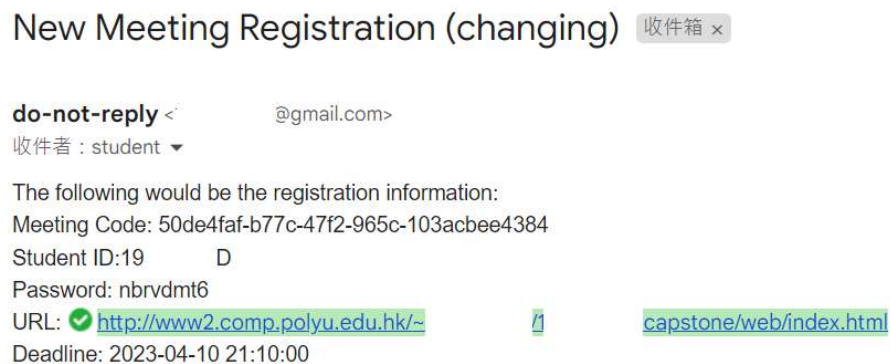 New Meeting Registration (changing) 收件箱 ×
do-not-reply < @gmail.com>
收件者：student
The following would be the registration information:
Meeting Code: 50de4faf-b77c-47f2-965c-103acbee4384
Student ID:19 D
Password: nbrvdmt6
URL: http://www2.comp.polyu.edu.hk/~ /1 capstone/web/index.html
Deadline: 2023-04-10 21:10:00